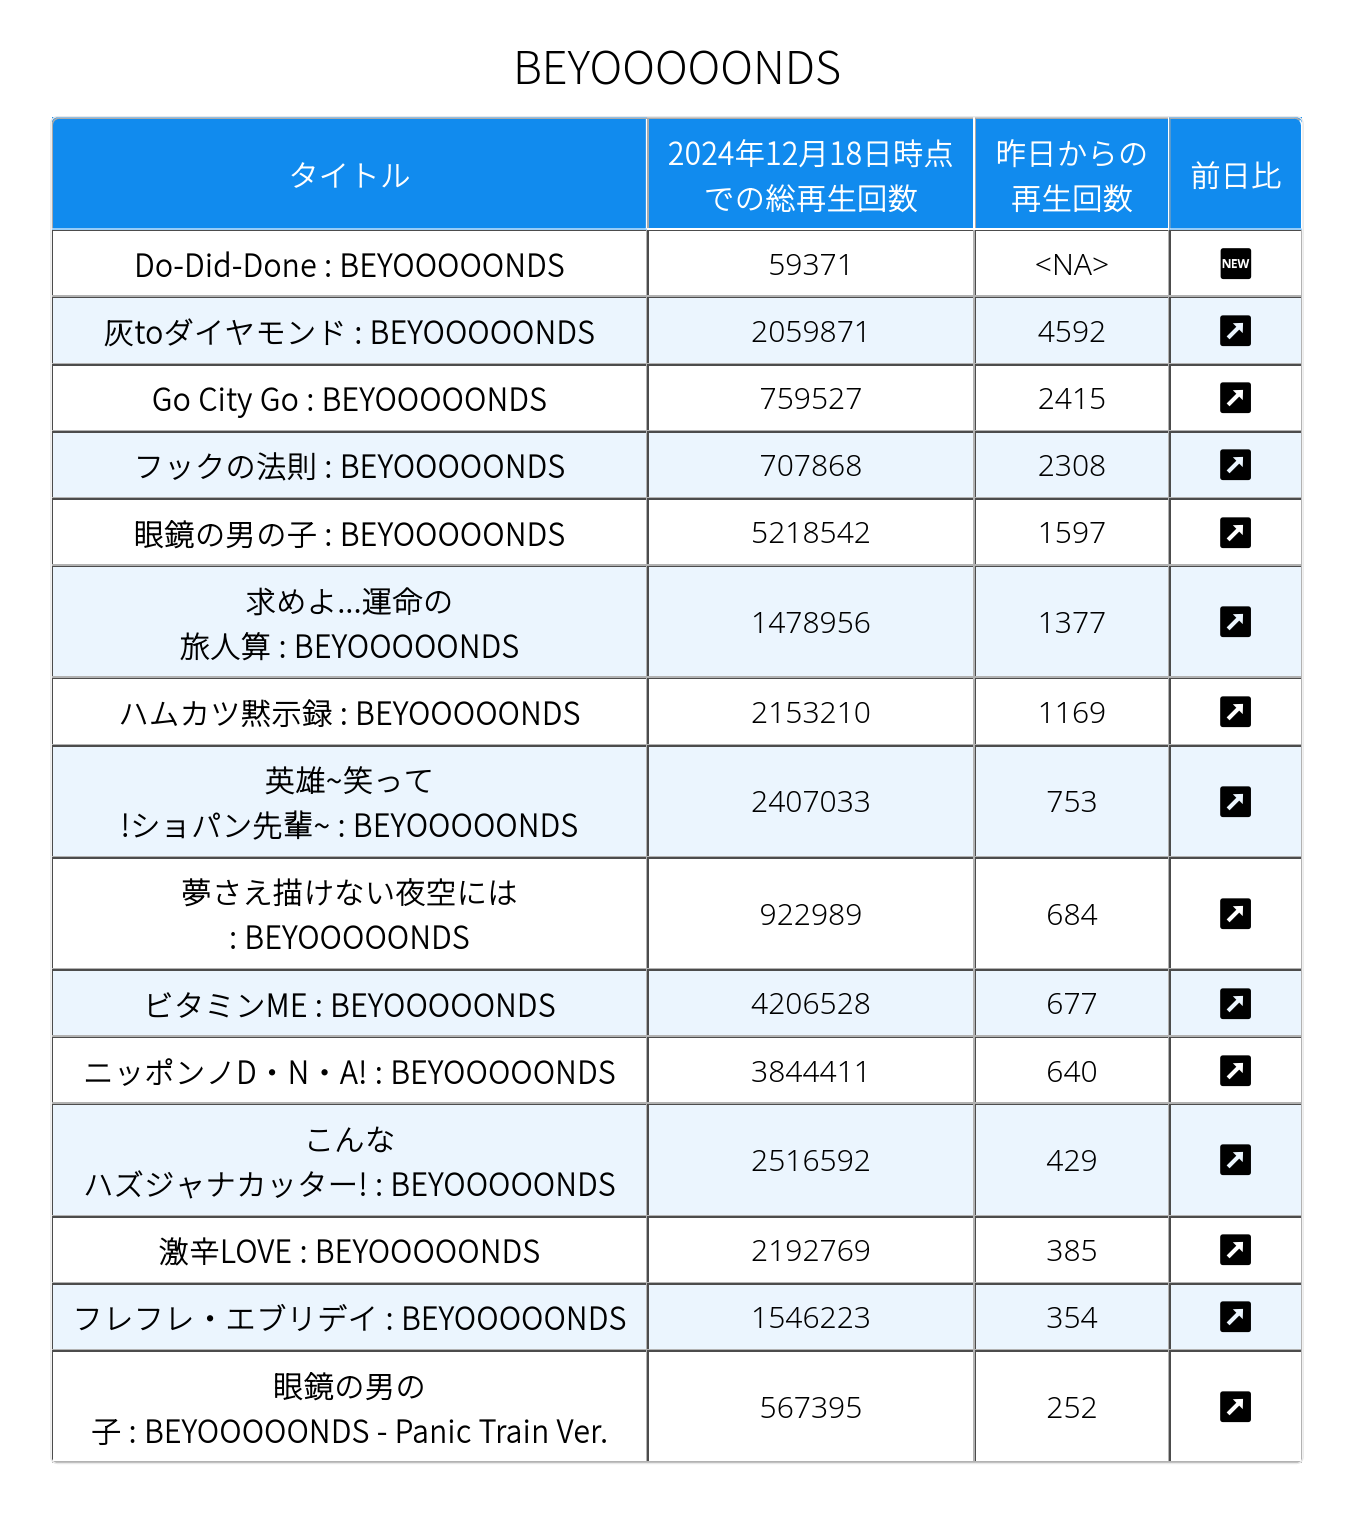 BEYOOOOONDS
タイトル
2024年12月18日時点
での総再生回数
昨日からの
再生回数
前日比
Do-Did-Done : BEYOOOOONDS
59371
<NA>
NEW
灰toダイヤモンド : BEYOOOOONDS
2059871
4592
Go City Go : BEYOOOOONDS
759527
2415
フックの法則 : BEYOOOOONDS
707868
2308
眼鏡の男の子 : BEYOOOOONDS
5218542
1597
求めよ...運命の
旅人算 : BEYOOOOONDS
1478956
1377
ハムカツ黙示録 : BEYOOOOONDS
2153210
1169
英雄~笑って
!ショパン先輩~ : BEYOOOOONDS
2407033
753
夢さえ描けない夜空には
: BEYOOOOONDS
922989
684
ビタミンME : BEYOOOOONDS
4206528
677
ニッポンノD・N・A! : BEYOOOOONDS
3844411
640
こんな
ハズジャナカッター! : BEYOOOOONDS
2516592
429
激辛LOVE : BEYOOOOONDS
2192769
385
フレフレ・エブリデイ : BEYOOOOONDS
1546223
354
眼鏡の男の
子 : BEYOOOOONDS - Panic Train Ver.
567395
252